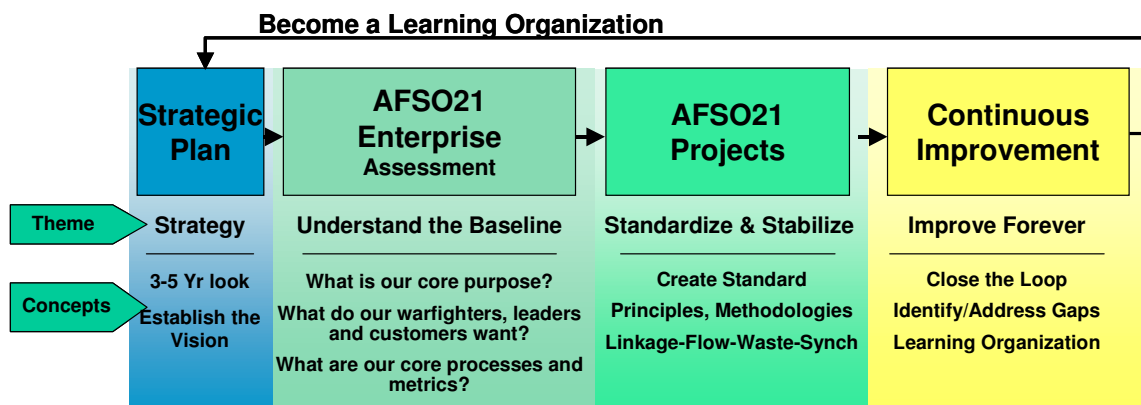 Become a Learning Organization
Strategic
Plan
AFSO21
Enterprise
Assessment
AFSO21
Projects
Continuous
Improvement
Theme
Strategy
Understand the Baseline
Standardize & Stabilize
Improve Forever
Concepts
3-5 Yr look
Establish the
Vision
What is our core purpose?
What do our warfighters, leaders
and customers want?
What are our core processes and
metrics?
Create Standard
Principles, Methodologies
Linkage-Flow-Waste-Synch
Close the Loop
Identify/Address Gaps
Learning Organization